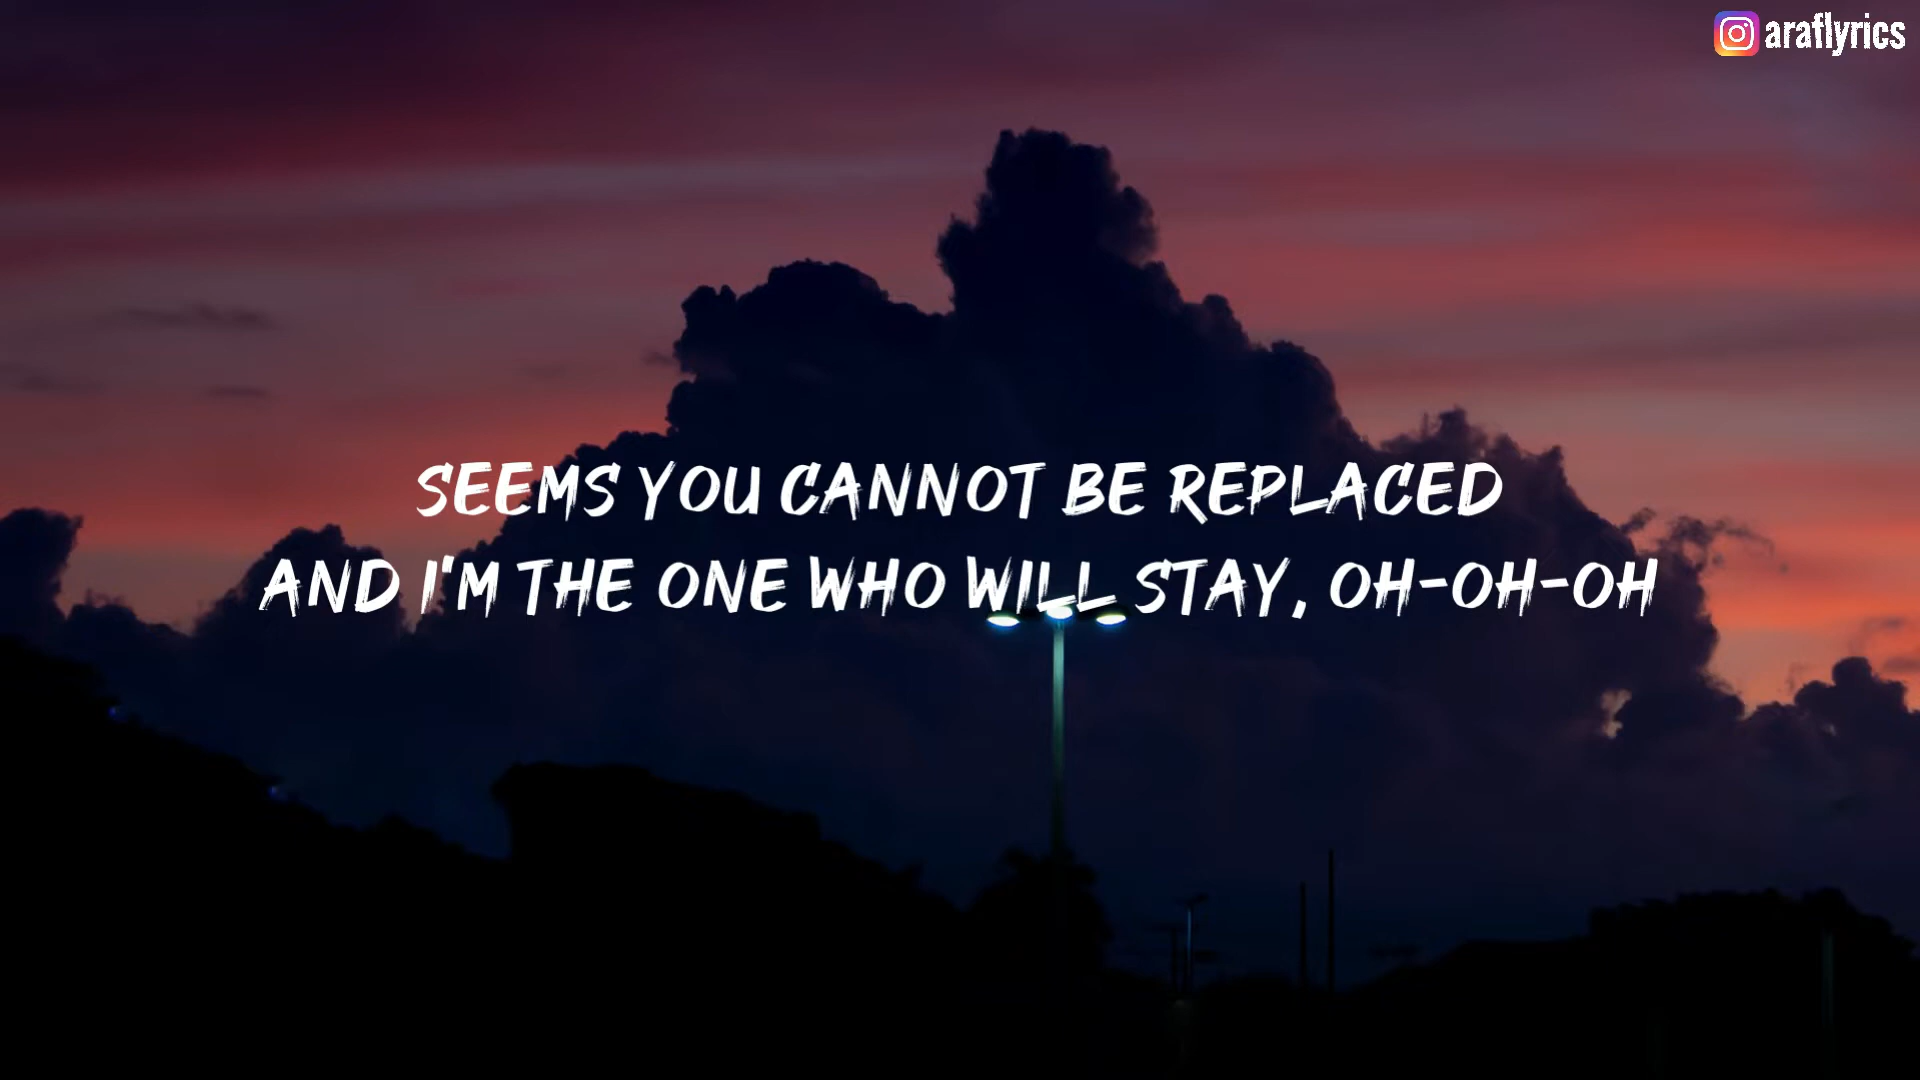 araflyrics
SEEMS YOU CANNOT BE REPLACED
AND I'M THE ONE WHO WILL STAY, OH-OH-OH